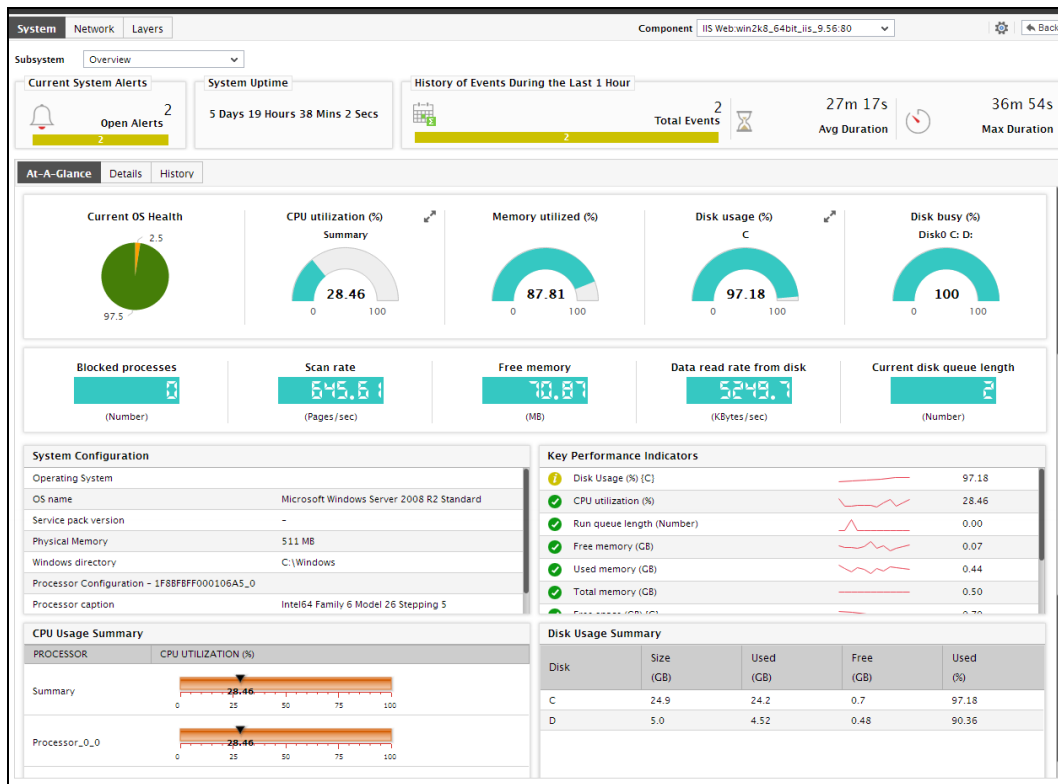 System Network Layers Component IIS Web:win2k8_64bit_iis_9.56:80 Back
Subsystem Overview
Current System Alerts System Uptime History of Events During the Last 1 Hour
2 Open Alerts
2
5 Days 19 Hours 38 Mins 2 Secs
2 Total Events
2
27m 17s Avg Duration
36m 54s Max Duration
At-A-Glance Details History
Current OS Health
2.5
97.5
CPU utilization (%)
Summary
28.46
0 100
Memory utilized (%)
87.81
0 100
Disk usage (%)
C
97.18
0 100
Disk busy (%)
Disk0 C: D:
100
0 100
Blocked processes
0
(Number)
Scan rate
645.61
(Pages/sec)
Free memory
70.87
(MB)
Data read rate from disk
5249.7
(KBytes/sec)
Current disk queue length
2
(Number)
System Configuration
Operating System
OS name Microsoft Windows Server 2008 R2 Standard
Service pack version -
Physical Memory 511 MB
Windows directory C:\Windows
Processor Configuration - 1F8BFBFF000106A5_0
Processor caption Intel64 Family 6 Model 26 Stepping 5
Key Performance Indicators
Disk Usage (%) {C} 97.18
CPU utilization (%) 28.46
Run queue length (Number) 0.00
Free memory (GB) 0.07
Used memory (GB) 0.44
Total memory (GB) 0.50
CPU Usage Summary
PROCESSOR CPU UTILIZATION (%)
Summary 28.46
0 25 50 75 100
Processor_0_0 28.46
0 25 50 75 100
Disk Usage Summary
Disk Size (GB) Used (GB) Free (GB) Used (%)
C 24.9 24.2 0.7 97.18
D 5.0 4.52 0.48 90.36